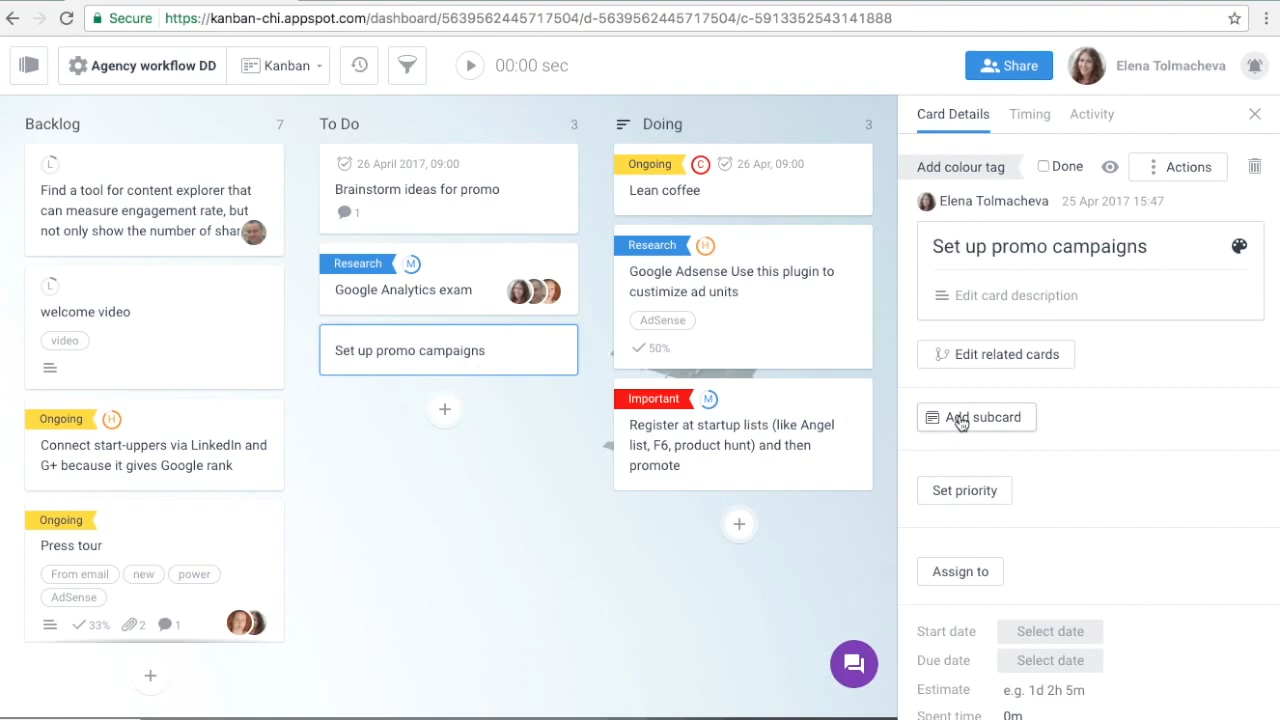 Secure
https://kanban-chi.appspot.com/dashboard/5639562445717504/d-5639562445717504/c-5913352543141888
Agency workflow DD
Kanban
00:00 sec
Share
Elena Tolmacheva
Backlog
7
L
Find a tool for content explorer that
can measure engagement rate, but
not only show the number of shar
L
welcome video
video
Ongoing
H
Connect start-uppers via LinkedIn and
G+ because it gives Google rank
Ongoing
Press tour
From email
new
power
AdSense
33%
2
1
To Do
3
26 April 2017, 09:00
Brainstorm ideas for promo
1
Research
M
Google Analytics exam
Set up promo campaigns
Doing
3
Ongoing
C
26 Apr, 09:00
Lean coffee
Research
H
Google Adsense Use this plugin to
custimize ad units
AdSense
50%
Important
M
Register at startup lists (like Angel
list, F6, product hunt) and then
promote
Card Details
Timing
Activity
Add colour tag
Done
Actions
Elena Tolmacheva
25 Apr 2017 15:47
Set up promo campaigns
Edit card description
Edit related cards
Add subcard
Set priority
Assign to
Start date
Select date
Due date
Select date
Estimate
e.g. 1d 2h 5m
Spent time
0m